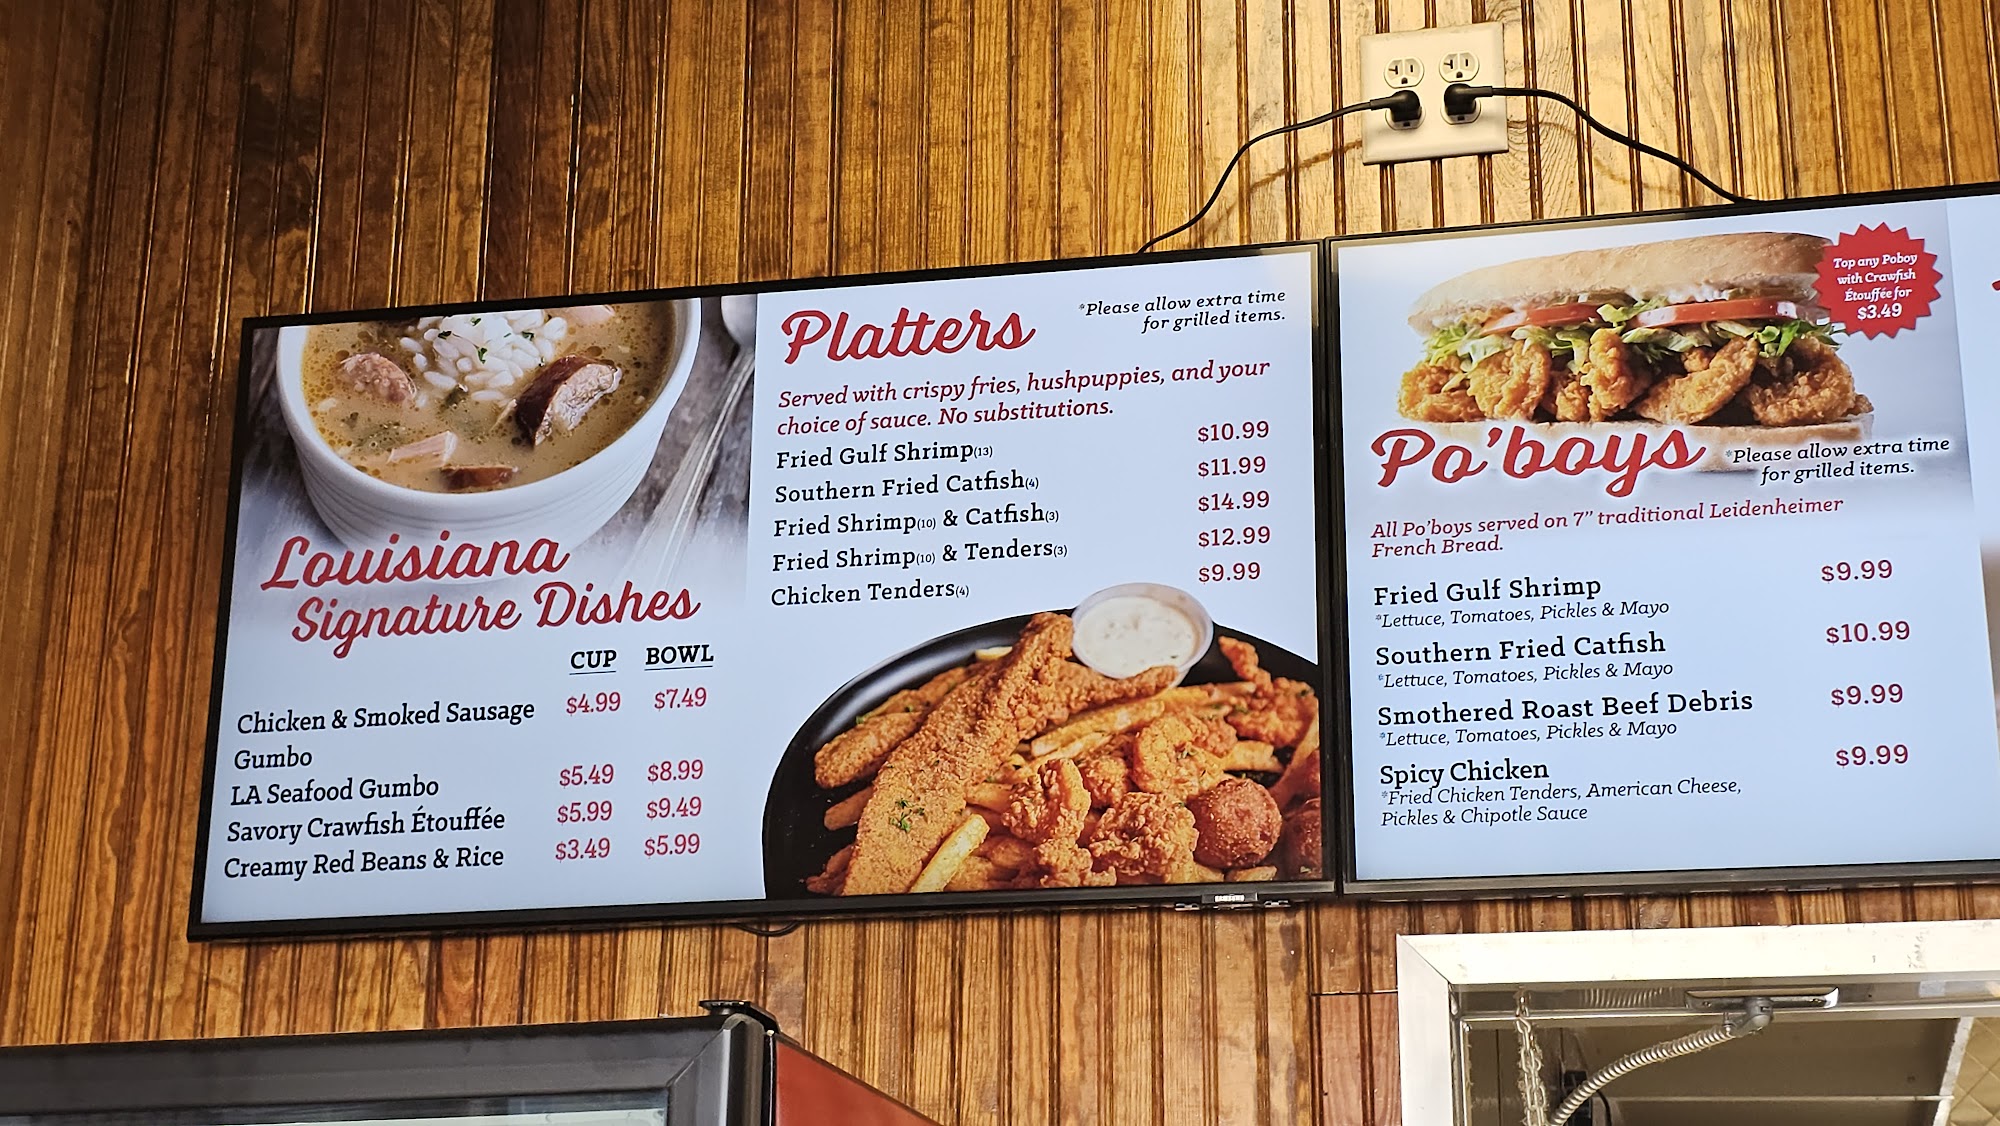 Louisiana
Signature Dishes
CUP BOWL
Chicken & Smoked Sausage $4.99 $7.49
Gumbo
LA Seafood Gumbo $5.49 $8.99
Savory Crawfish Étouffée $5.99 $9.49
Creamy Red Beans & Rice $3.49 $5.99
Platters
*Please allow extra time
for grilled items.
Served with crispy fries, hushpuppies, and your
choice of sauce. No substitutions.
Fried Gulf Shrimp(13) $10.99
Southern Fried Catfish(4) $11.99
Fried Shrimp(10) & Catfish(3) $14.99
Fried Shrimp(10) & Tenders(3) $12.99
Chicken Tenders(4) $9.99
SAMSUNG
Top any Poboy
with Crawfish
Étouffée for
$3.49
Po'boys
*Please allow extra time
for grilled items.
All Po'boys served on 7" traditional Leidenheimer
French Bread.
Fried Gulf Shrimp $9.99
*Lettuce, Tomatoes, Pickles & Mayo
Southern Fried Catfish $10.99
*Lettuce, Tomatoes, Pickles & Mayo
Smothered Roast Beef Debris $9.99
*Lettuce, Tomatoes, Pickles & Mayo
Spicy Chicken $9.99
*Fried Chicken Tenders, American Cheese,
Pickles & Chipotle Sauce